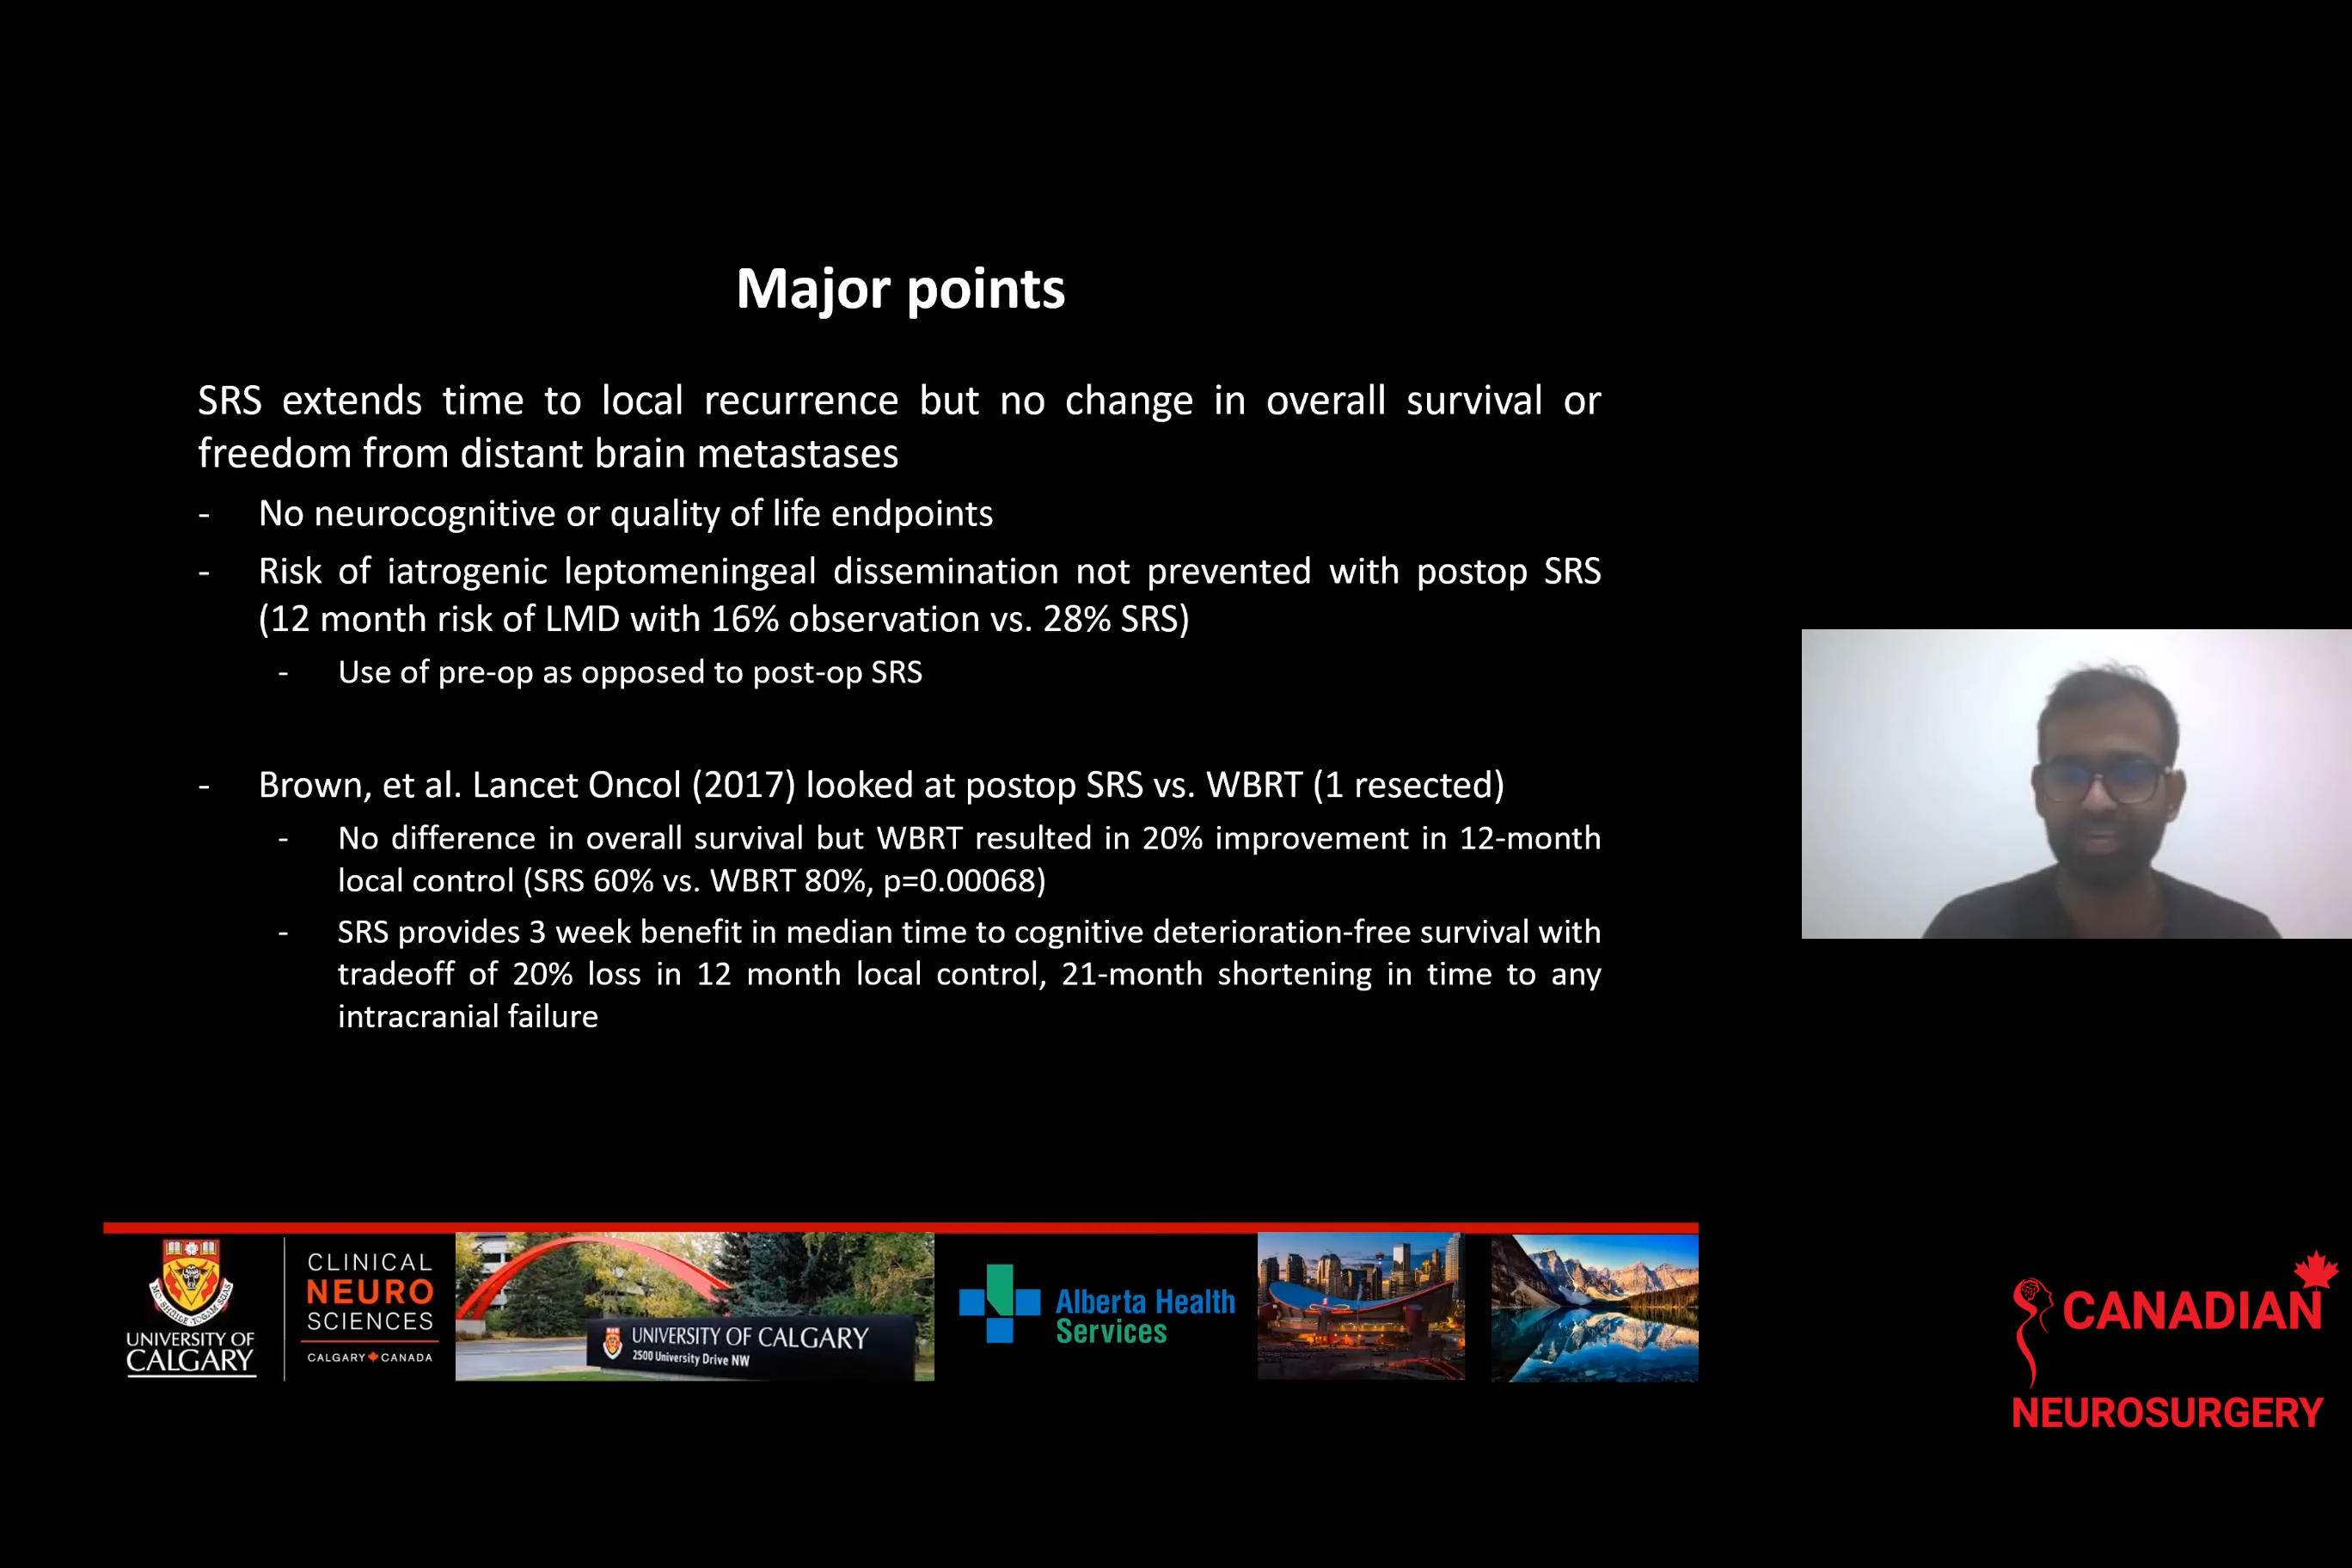 Major points
SRS extends time to local recurrence but no change in overall survival or
freedom from distant brain metastases
- No neurocognitive or quality of life endpoints
- Risk of iatrogenic leptomeningeal dissemination not prevented with postop SRS
(12 month risk of LMD with 16% observation vs. 28% SRS)
- Use of pre-op as opposed to post-op SRS
- Brown, et al. Lancet Oncol (2017) looked at postop SRS vs. WBRT (1 resected)
- No difference in overall survival but WBRT resulted in 20% improvement in 12-month
local control (SRS 60% vs. WBRT 80%, p=0.00068)
- SRS provides 3 week benefit in median time to cognitive deterioration-free survival with
tradeoff of 20% loss in 12 month local control, 21-month shortening in time to any
intracranial failure
UNIVERSITY OF
CALGARY
CLINICAL
NEURO
SCIENCES
CALGARY CANADA
UNIVERSITY OF CALGARY
2500 University Drive NW
Alberta Health
Services
CANADIAN
NEUROSURGERY